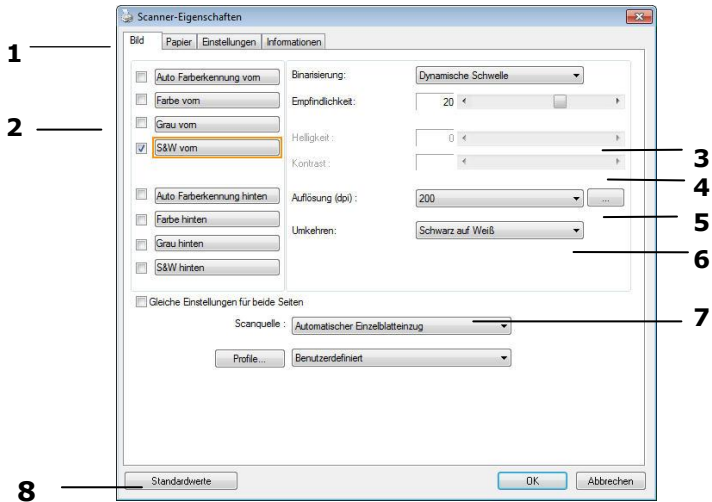 Scanner-Eigenschaften
Bild Papier Einstellungen Informationen
1
Auto Farberkennung vorn
Farbe vorn
Grau vorn
S&W vorn
2
Auto Farberkennung hinten
Farbe hinten
Grau hinten
S&W hinten
Binarisierung: Dynamische Schwelle
Empfindlichkeit: 20
Helligkeit : 0
Kontrast :
Auflösung (dpi) : 200 ...
Umkehren: Schwarz auf Weiß
3
4
5
6
Gleiche Einstellungen für beide Seiten
Scanquelle : Automatischer Einzelblatteinzug
7
Profile... Benutzerdefiniert
8
Standardwerte OK Abbrechen